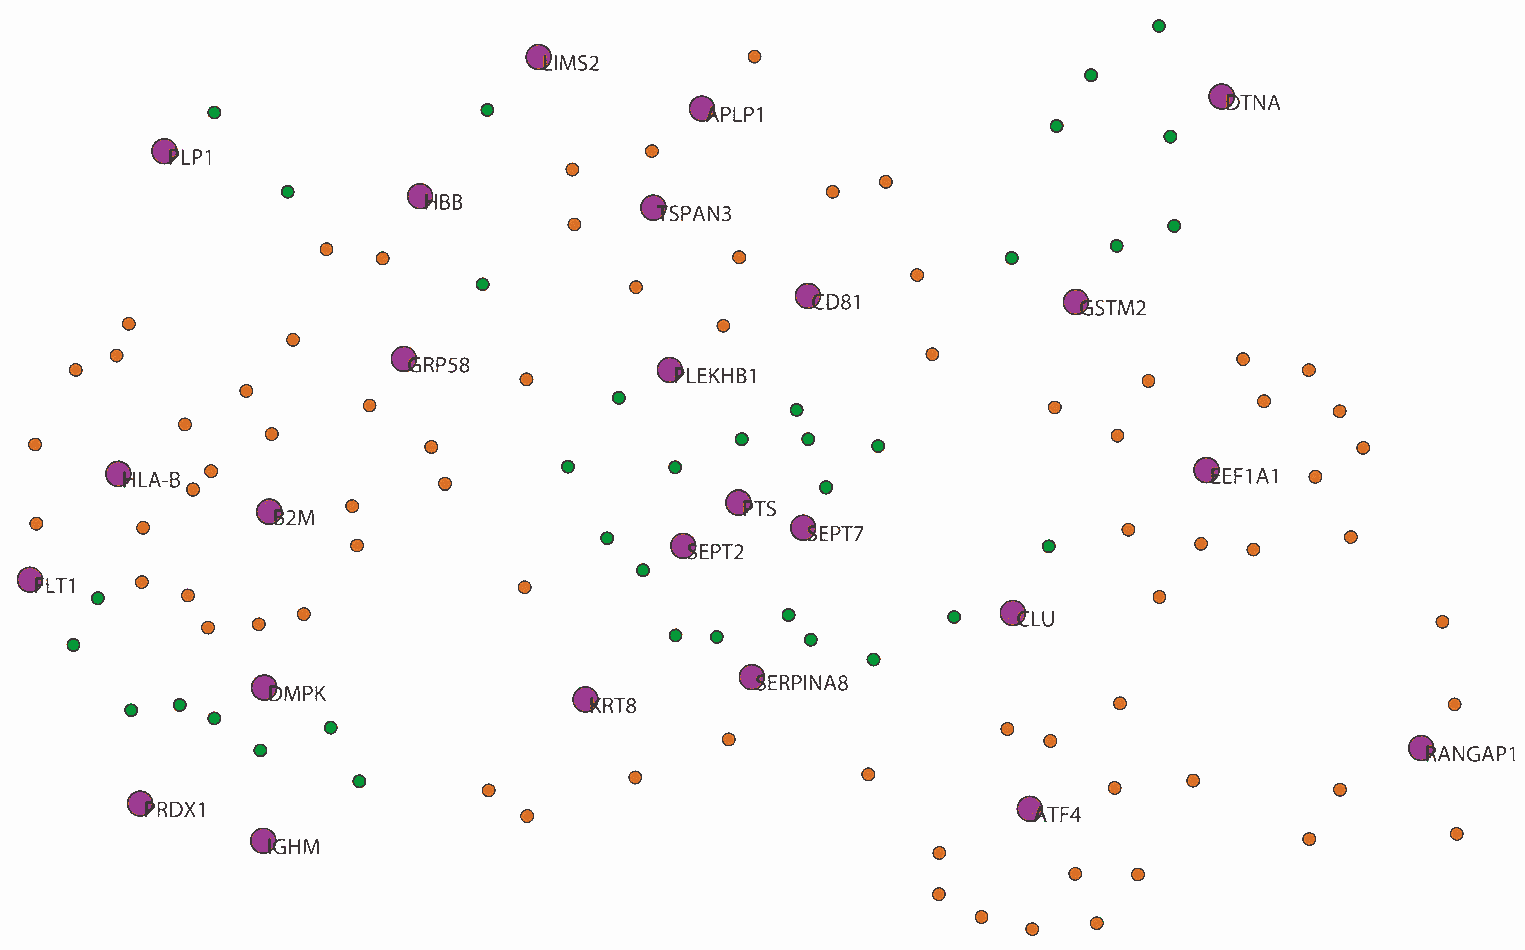 LIMS2
DTNA
APLP1
PLP1
HBB
TSPAN3
CD81
GSTM2
GRP58
PLEKHB1
HLA-B
EEF1A1
PTS
B2M
SEPT7
SEPT2
FLT1
CLU
SERPINA8
DMPK
KRT8
RANGAP1
PRDX1
ATF4
IGHM